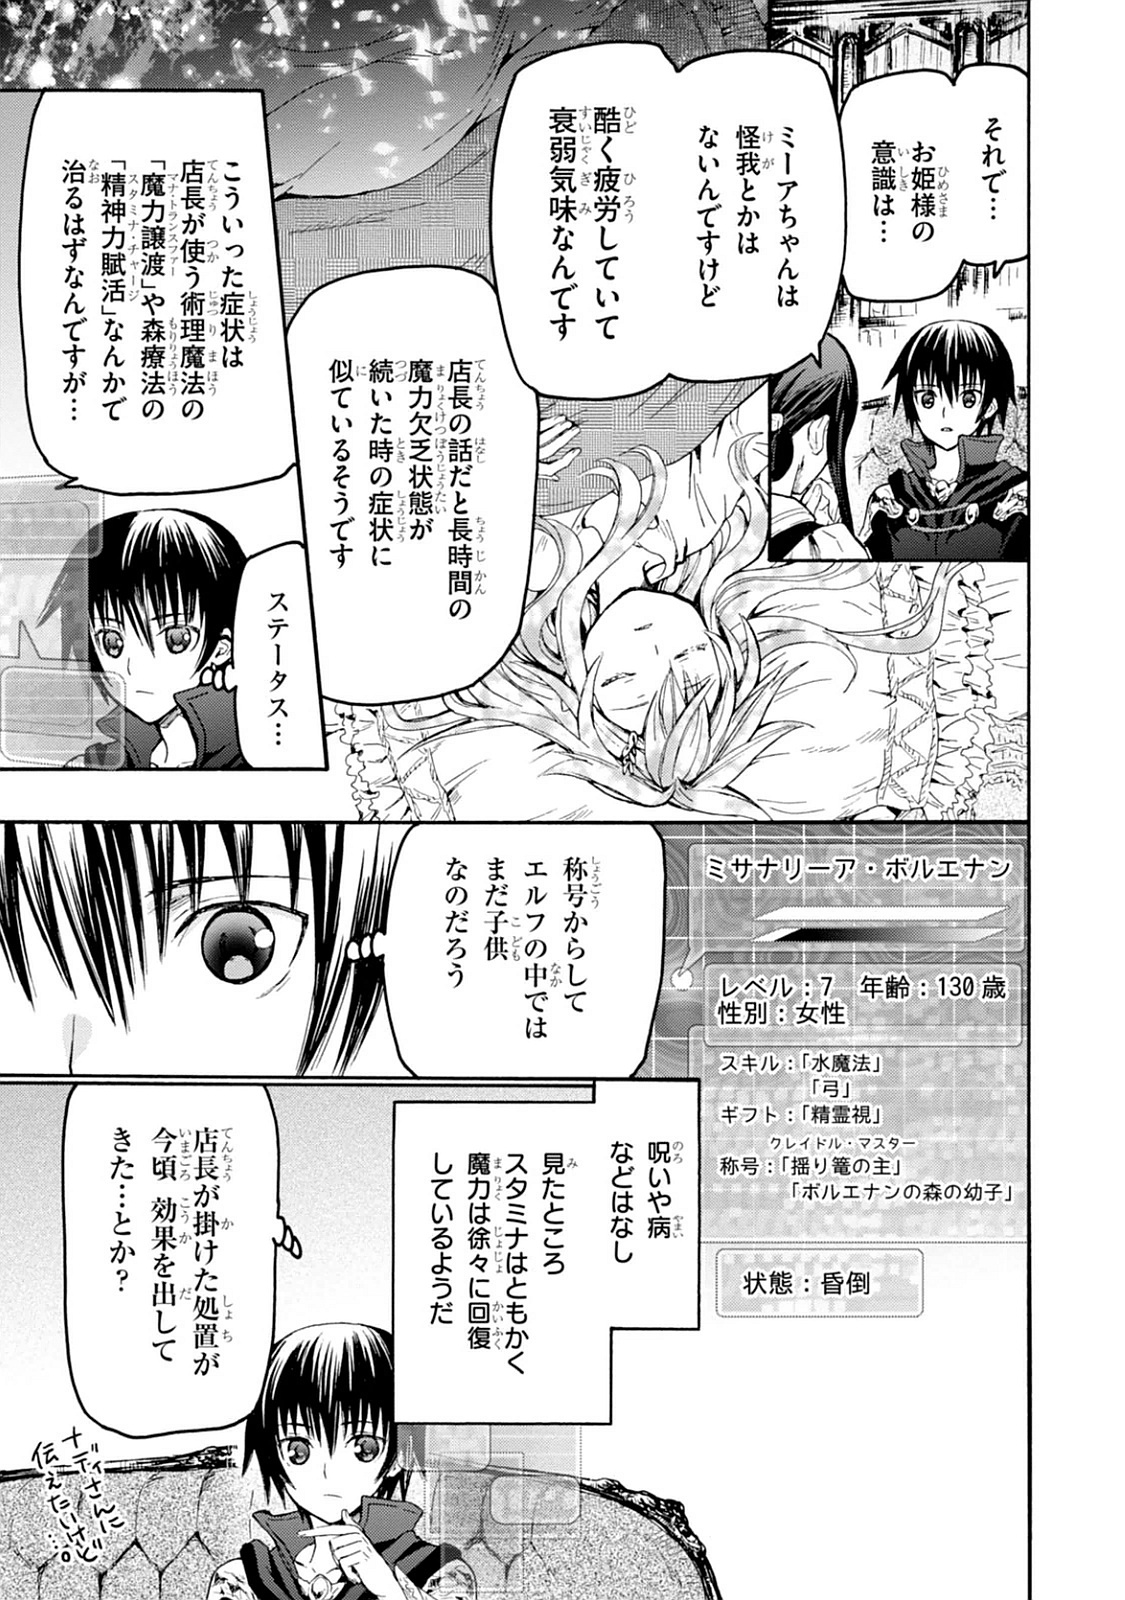 それで…
お姫様の
意識は…
ミーアちゃんは
怪我とかは
ないんですけど
酷く疲労していて
衰弱気味なんです
店長の話だと長時間の
魔力欠乏状態が
続いた時の症状に
似ているそうです
こういった症状は
店長が使う術理魔法の
「魔力譲渡」や森療法の
「精神力賦活」なんかで
治るはずなんですが…
ステータス…
ミサナリーア・ボルエナン
レベル：7　年齢：130歳
性別：女性
スキル：「水魔法」
「弓」
ギフト：「精霊視」
クレイドル・マスター
称号：「揺り篭の主」
「ボルエナンの森の幼子」
状態：昏倒
称号からして
エルフの中では
まだ子供
なのだろう
呪いや病
などはなし
見たところ
スタミナはともかく
魔力は徐々に回復
しているようだ
店長が掛けた処置が
今頃 効果を出して
きた…とか?
ナディさんに
伝えたいけど
…。